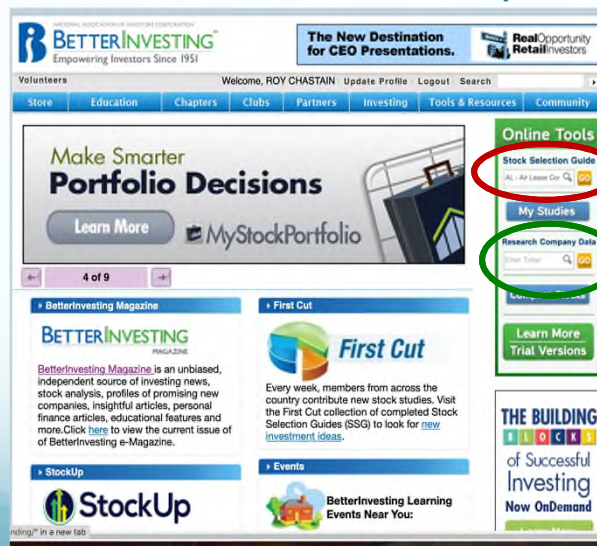 NATIONAL ASSOCIATION OF INVESTORS CORPORATION
BETTERINVESTING™
Empowering Investors Since 1951
The New Destination
for CEO Presentations.
RealOpportunity
RetailInvestors
Volunteers
Welcome, ROY CHASTAIN Update Profile Logout Search
Store Education Chapters Clubs Partners Investing Tools & Resources Community
Make Smarter
Portfolio Decisions
Learn More
MyStockPortfolio
4 of 9
Online Tools
Stock Selection Guide
AL - Air Lease Cor GO
My Studies
Research Company Data
Enter Ticker GO
Learn More
Trial Versions
BetterInvesting Magazine
BETTERINVESTING
MAGAZINE
BetterInvesting Magazine is an unbiased,
independent source of investing news,
stock analysis, profiles of promising new
companies, insightful articles, personal
finance articles, educational features and
more.Click here to view the current issue of
of BetterInvesting e-Magazine.
First Cut
First Cut
Every week, members from across the
country contribute new stock studies. Visit
the First Cut collection of completed Stock
Selection Guides (SSG) to look for new
investment ideas.
StockUp
StockUp
Events
BetterInvesting Learning
Events Near You:
THE BUILDING
BLOCKS
of Successful
Investing
Now OnDemand
nding/" in a new tab